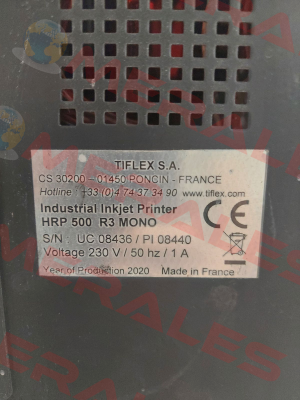 TIFLEX S.A.
CS 30200 - 01450 PONCIN - FRANCE
Hotline : +33.(0)4 74 37 34 90 www.tiflex.com
Industrial Inkjet Printer
HRP 500 R3 MONO
S/N UC 08436 / PI 08440
Voltage 230 V / 50 hz / 1 A
Year of Production 2020 Made in France
CE
MERALES